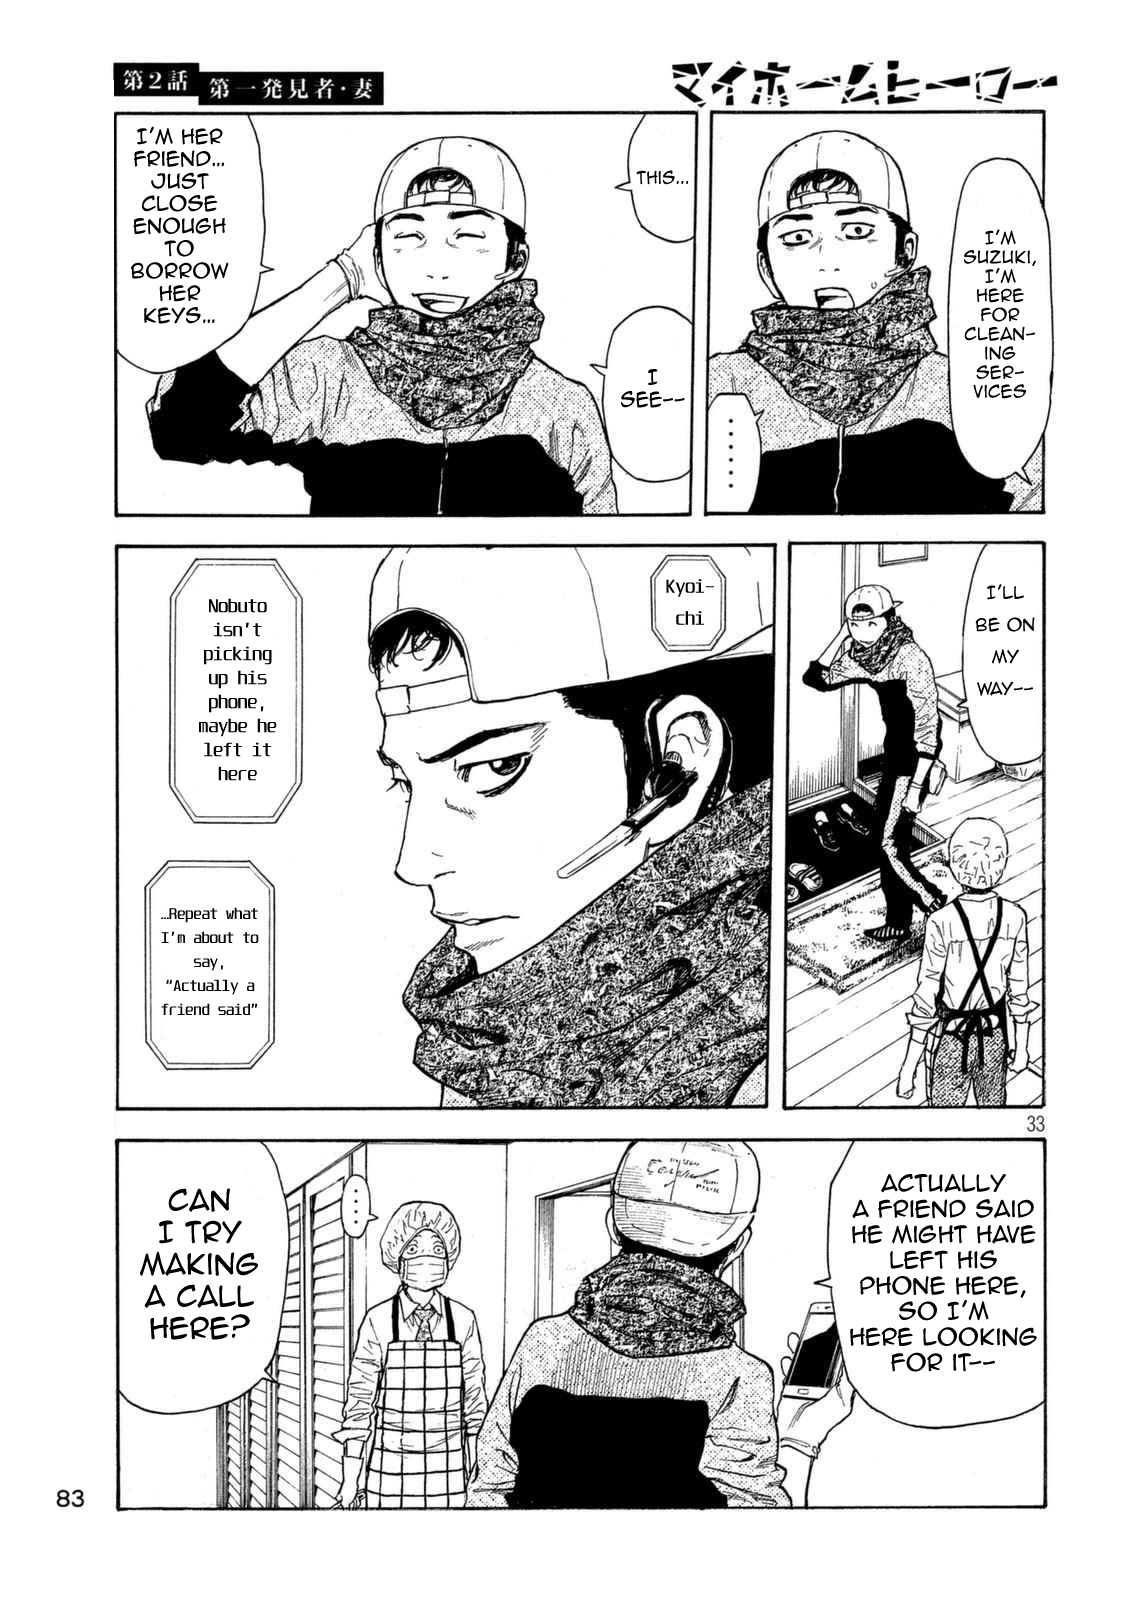 第2話
第一発見者・妻
マイホームヒーロー
I'M
SUZUKI,
I'M
HERE
FOR
CLEAN-
ING
SER-
VICES
......
THIS...
I
SEE--
I'M HER
FRIEND...
JUST
CLOSE
ENOUGH
TO
BORROW
HER
KEYS...
I'LL
BE ON
MY
WAY--
Kyoi-
chi
Nobuto
isn't
picking
up his
phone,
maybe he
left it
here
…Repeat what
I'm about to
say,
"Actually a
friend said"
33
ACTUALLY
A FRIEND SAID
HE MIGHT HAVE
LEFT HIS
PHONE HERE,
SO I'M
HERE LOOKING
FOR IT--
....
CAN
I TRY
MAKING
A CALL
HERE?
83